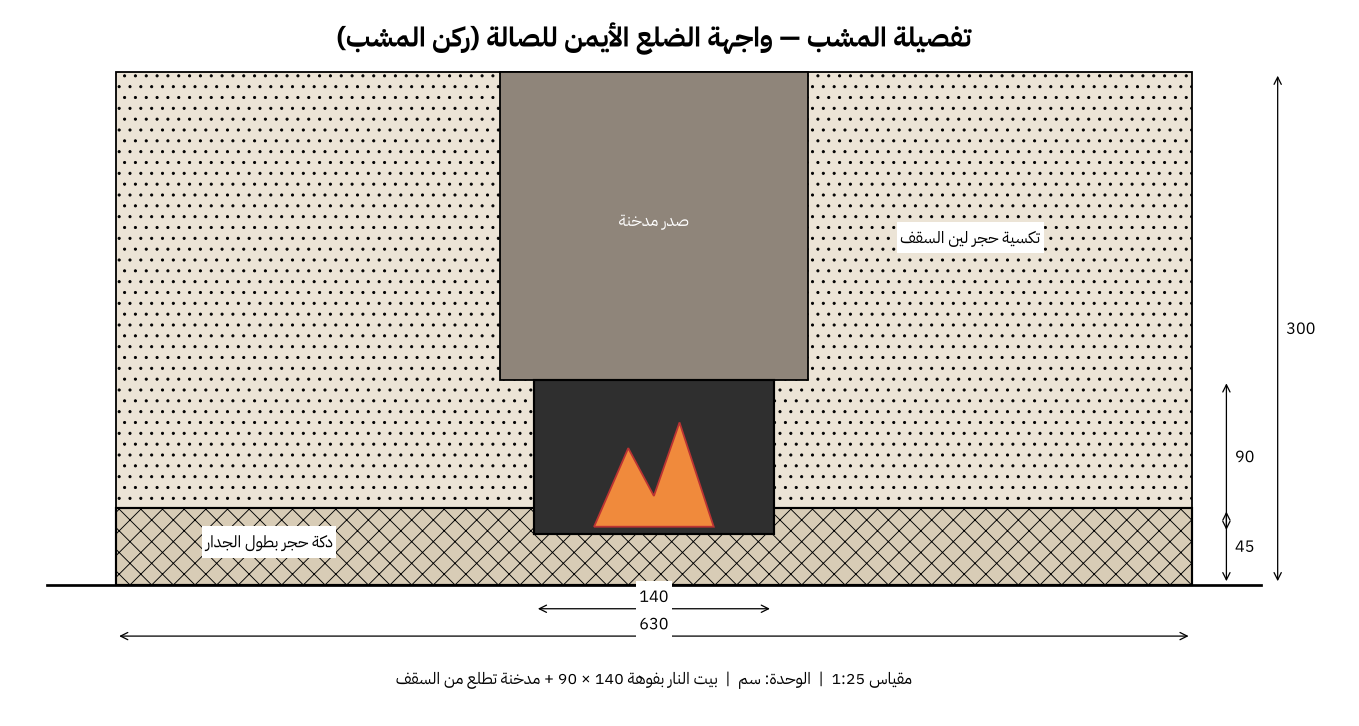 تفصيلة المشب — واجهة الضلع الأيمن للصالة (ركن المشب)
صدر مدخنة
تكسية حجر لين السقف
300
90
دكة حجر بطول الجدار
45
140
630
مقياس 1:25 | الوحدة: سم | بيت النار بفوهة 140 × 90 + مدخنة تطلع من السقف